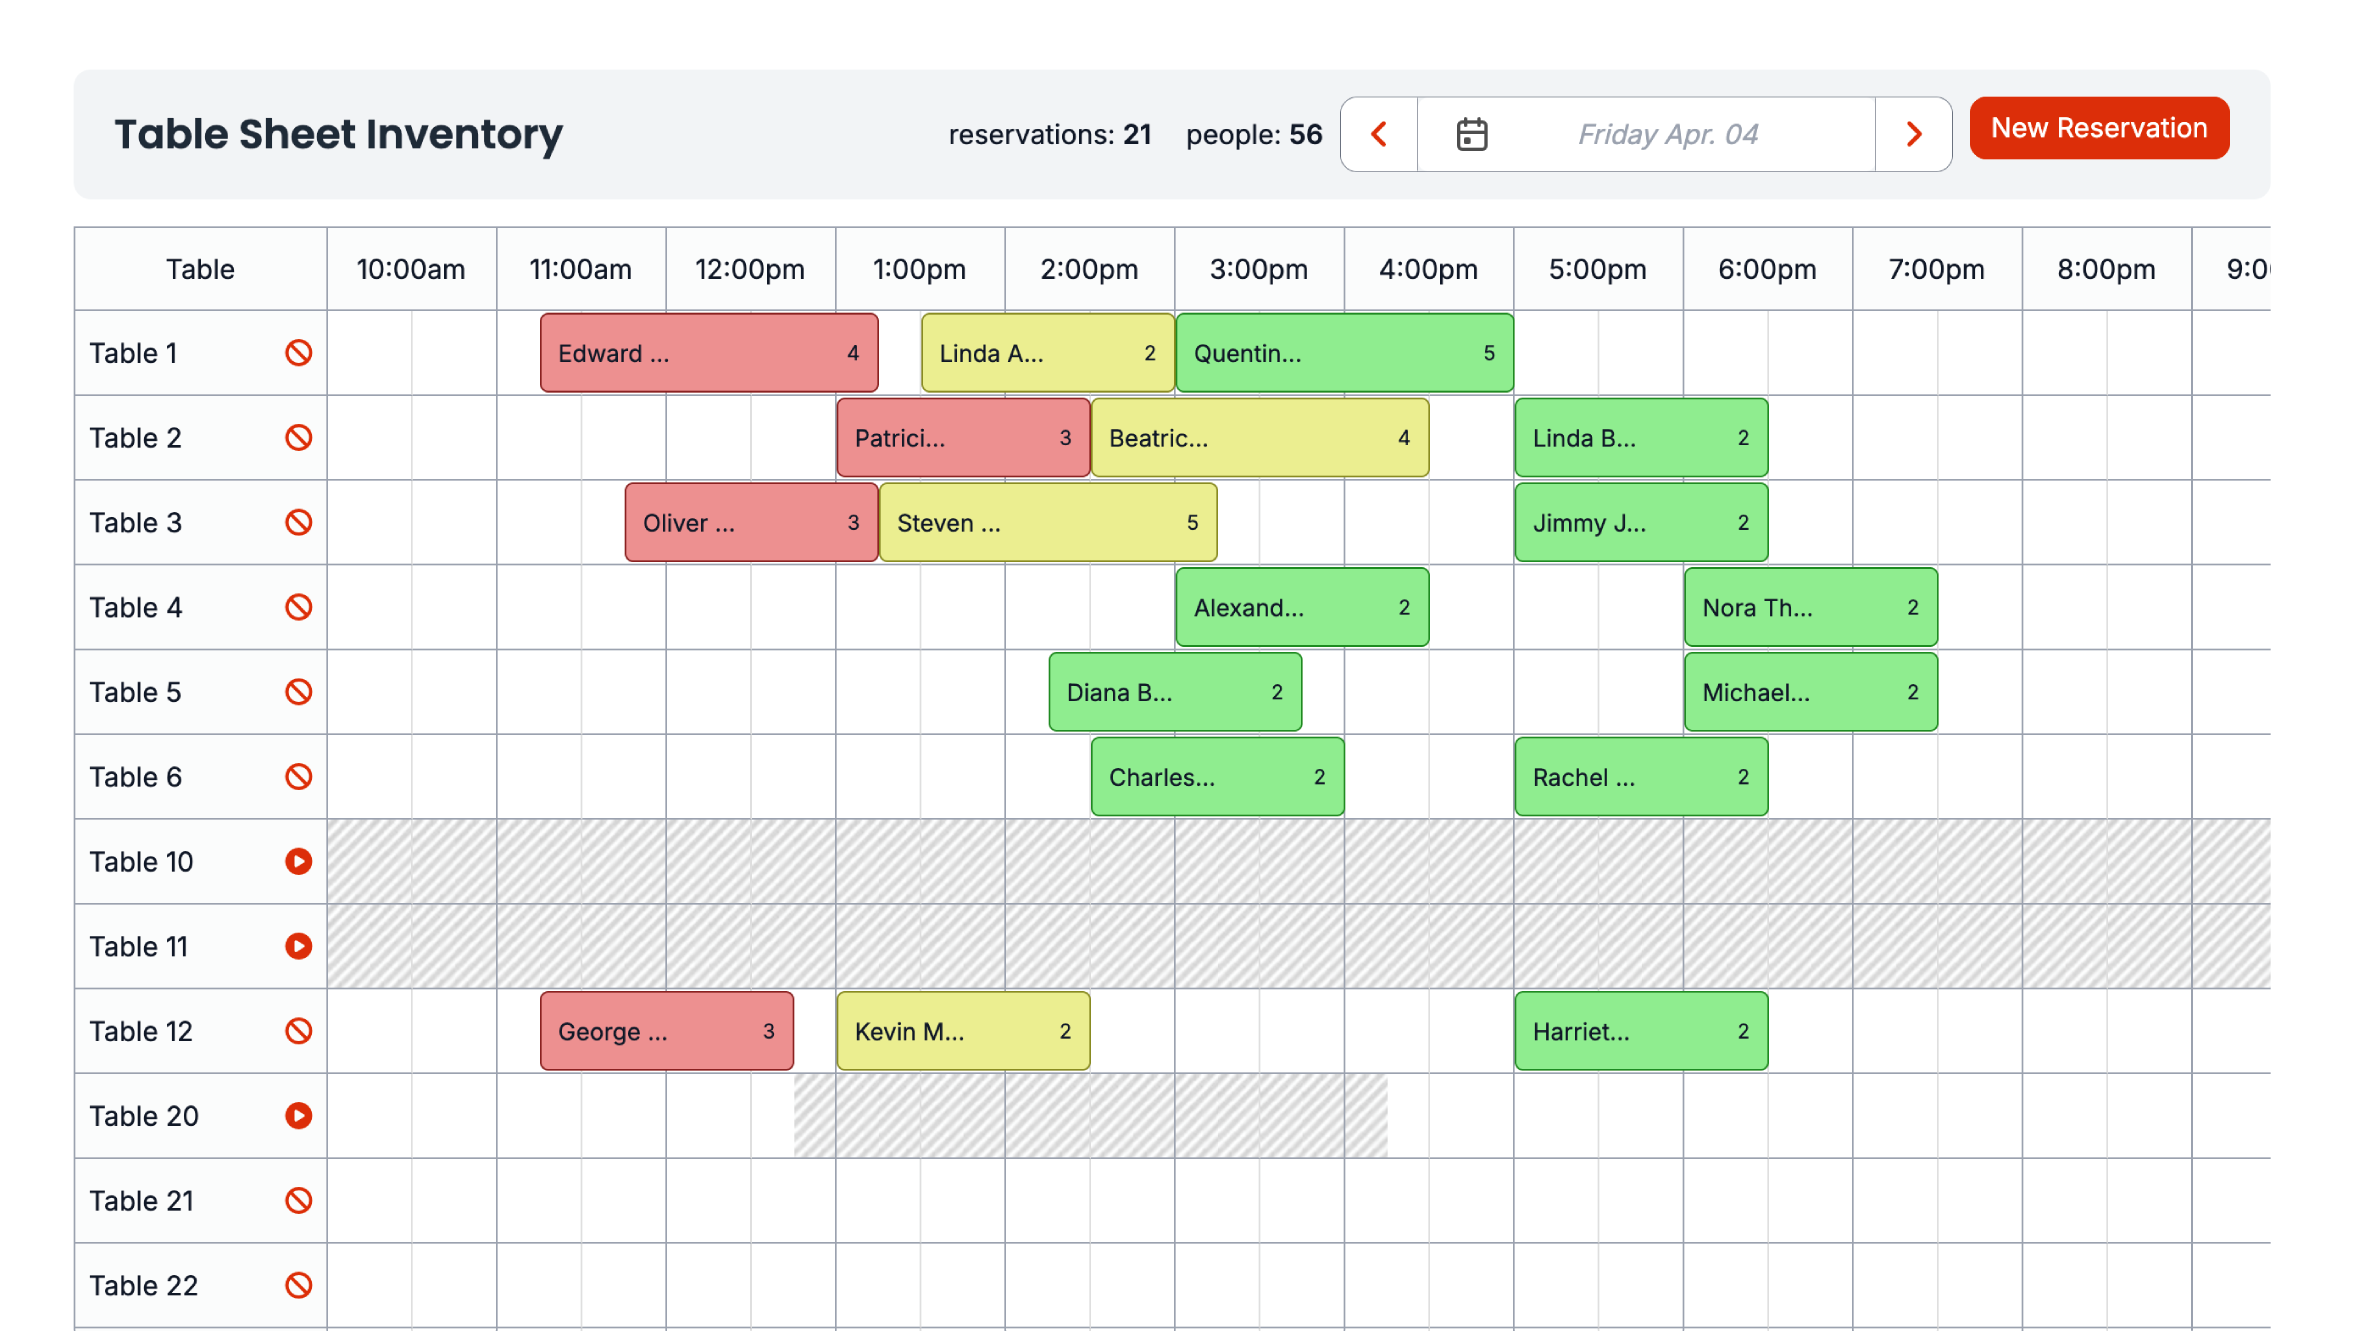 Table Sheet Inventory reservations: 21 people: 56 Friday Apr. 04 New Reservation
Table 10:00am 11:00am 12:00pm 1:00pm 2:00pm 3:00pm 4:00pm 5:00pm 6:00pm 7:00pm 8:00pm 9:00
Table 1 Edward ... 4 Linda A... 2 Quentin... 5
Table 2 Patrici... 3 Beatric... 4 Linda B... 2
Table 3 Oliver ... 3 Steven ... 5 Jimmy J... 2
Table 4 Alexand... 2 Nora Th... 2
Table 5 Diana B... 2 Michael... 2
Table 6 Charles... 2 Rachel ... 2
Table 10
Table 11
Table 12 George ... 3 Kevin M... 2 Harriet... 2
Table 20
Table 21
Table 22